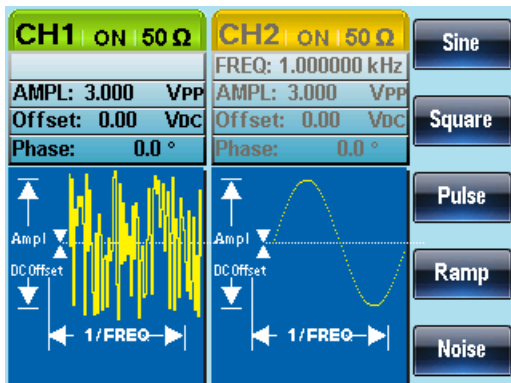 CH1 ON 50 Ω
AMPL: 3.000 VPP
Offset: 0.00 VDC
Phase: 0.0 °
Ampl
DC Offset
1/FREQ
CH2 ON 50 Ω
FREQ: 1.000000 kHz
AMPL: 3.000 VPP
Offset: 0.00 VDC
Phase: 0.0 °
Ampl
DC Offset
1/FREQ
Sine
Square
Pulse
Ramp
Noise